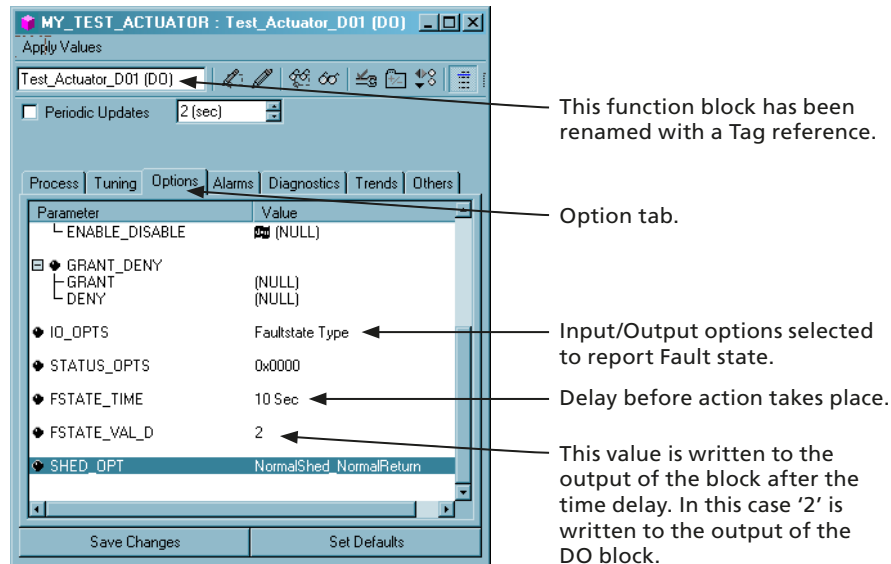 MY_TEST_ACTUATOR : Test_Actuator_D01 (DO)
Apply Values
Test_Actuator_D01 (DO)
Periodic Updates 2 (sec)
This function block has been
renamed with a Tag reference.
Process Tuning Options Alarms Diagnostics Trends Others
Option tab.
Parameter Value
ENABLE_DISABLE (NULL)
GRANT_DENY
GRANT (NULL)
DENY (NULL)
IO_OPTS Faultstate Type
Input/Output options selected
to report Fault state.
STATUS_OPTS 0x0000
FSTATE_TIME 10 Sec
Delay before action takes place.
FSTATE_VAL_D 2
This value is written to the
output of the block after the
time delay. In this case ‘2’ is
written to the output of the
DO block.
SHED_OPT NormalShed_NormalReturn
Save Changes Set Defaults